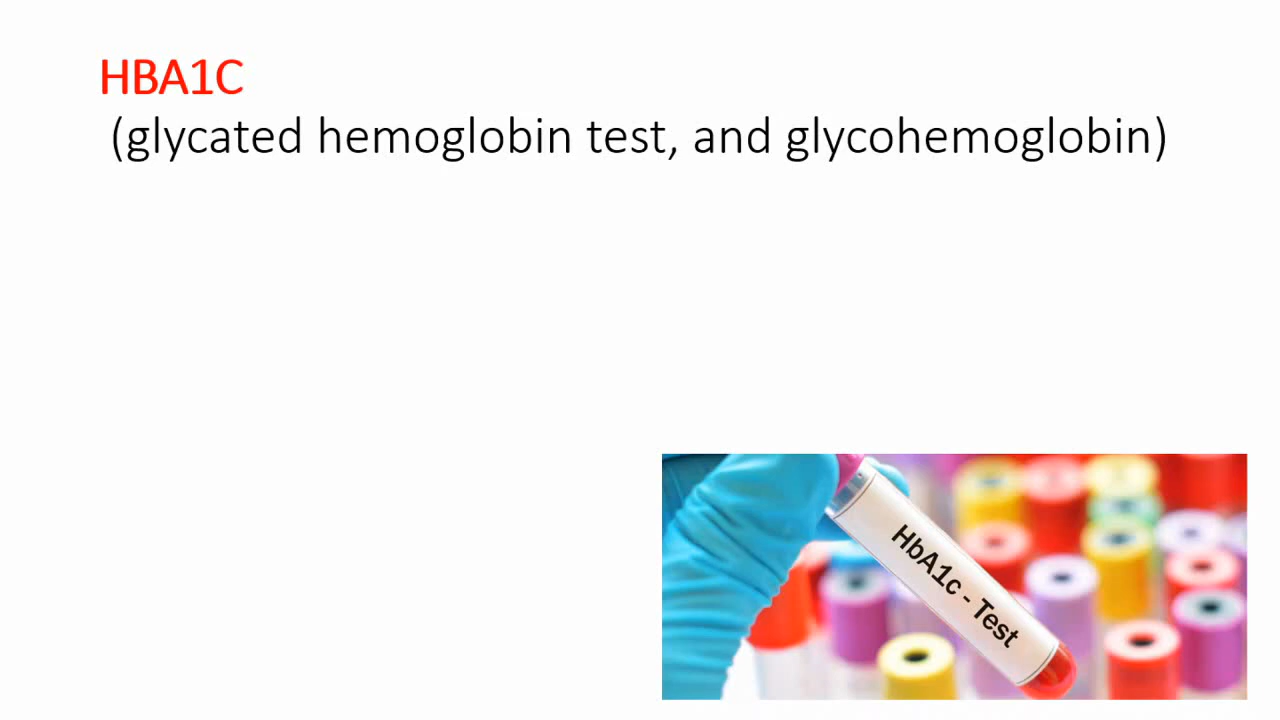 HBA1C
(glycated hemoglobin test, and glycohemoglobin)
HbA1c - Test